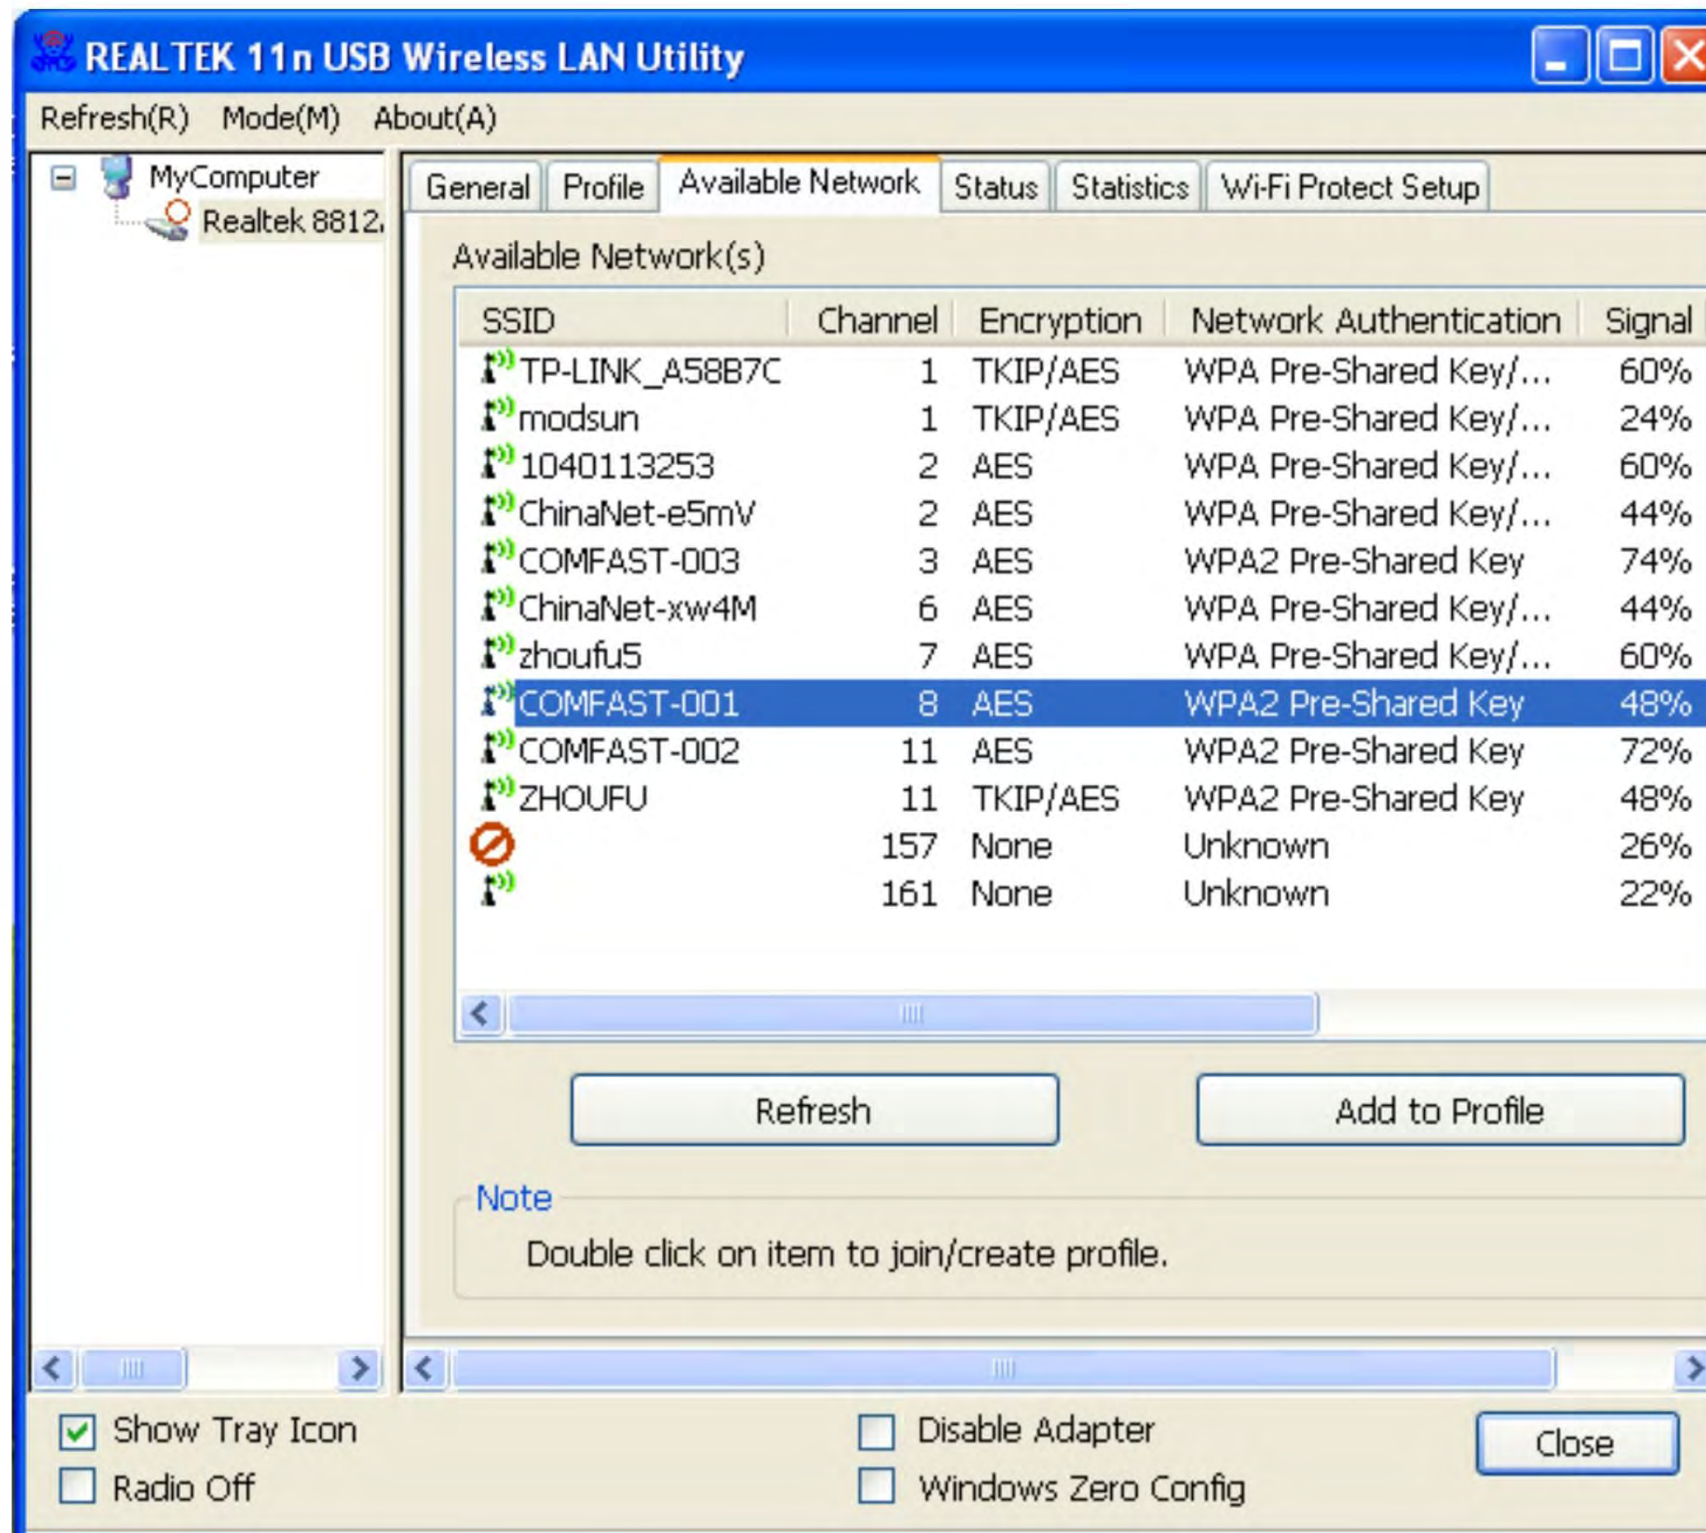 REALTEK 11n USB Wireless LAN Utility
Refresh(R) Mode(M) About(A)
MyComputer
Realtek 8812
General Profile Available Network Status Statistics Wi-Fi Protect Setup
Available Network(s)
SSID Channel Encryption Network Authentication Signal
TP-LINK_A58B7C 1 TKIP/AES WPA Pre-Shared Key/... 60%
modsun 1 TKIP/AES WPA Pre-Shared Key/... 24%
1040113253 2 AES WPA Pre-Shared Key/... 60%
ChinaNet-e5mV 2 AES WPA Pre-Shared Key/... 44%
COMFAST-003 3 AES WPA2 Pre-Shared Key 74%
ChinaNet-xw4M 6 AES WPA Pre-Shared Key/... 44%
zhoufu5 7 AES WPA Pre-Shared Key/... 60%
COMFAST-001 8 AES WPA2 Pre-Shared Key 48%
COMFAST-002 11 AES WPA2 Pre-Shared Key 72%
ZHOUFU 11 TKIP/AES WPA2 Pre-Shared Key 48%
157 None Unknown 26%
161 None Unknown 22%
Refresh Add to Profile
Note
Double click on item to join/create profile.
Show Tray Icon Disable Adapter Close
Radio Off Windows Zero Config